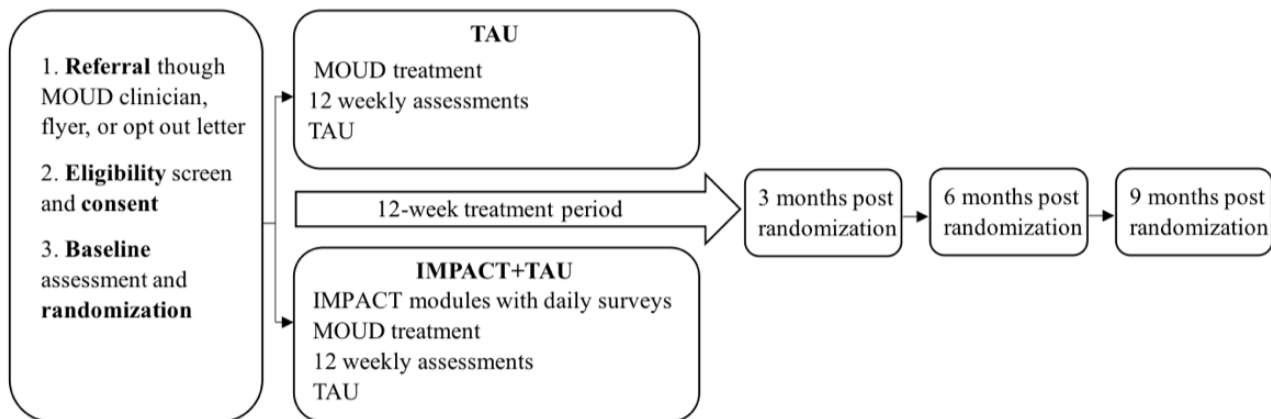 1. Referral though
MOUD clinician,
flyer, or opt out letter
2. Eligibility screen
and consent
3. Baseline
assessment and
randomization
TAU
MOUD treatment
12 weekly assessments
TAU
12-week treatment period
IMPACT+TAU
IMPACT modules with daily surveys
MOUD treatment
12 weekly assessments
TAU
3 months post
randomization
6 months post
randomization
9 months post
randomization